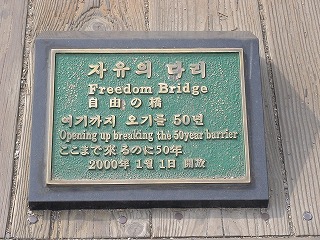 자유의 다리
Freedom Bridge
自由の橋
여기까지 오기를 50년
Opening up breaking the 50year barrier
ここまで來るのに50年
2000年 1月 1日 開放